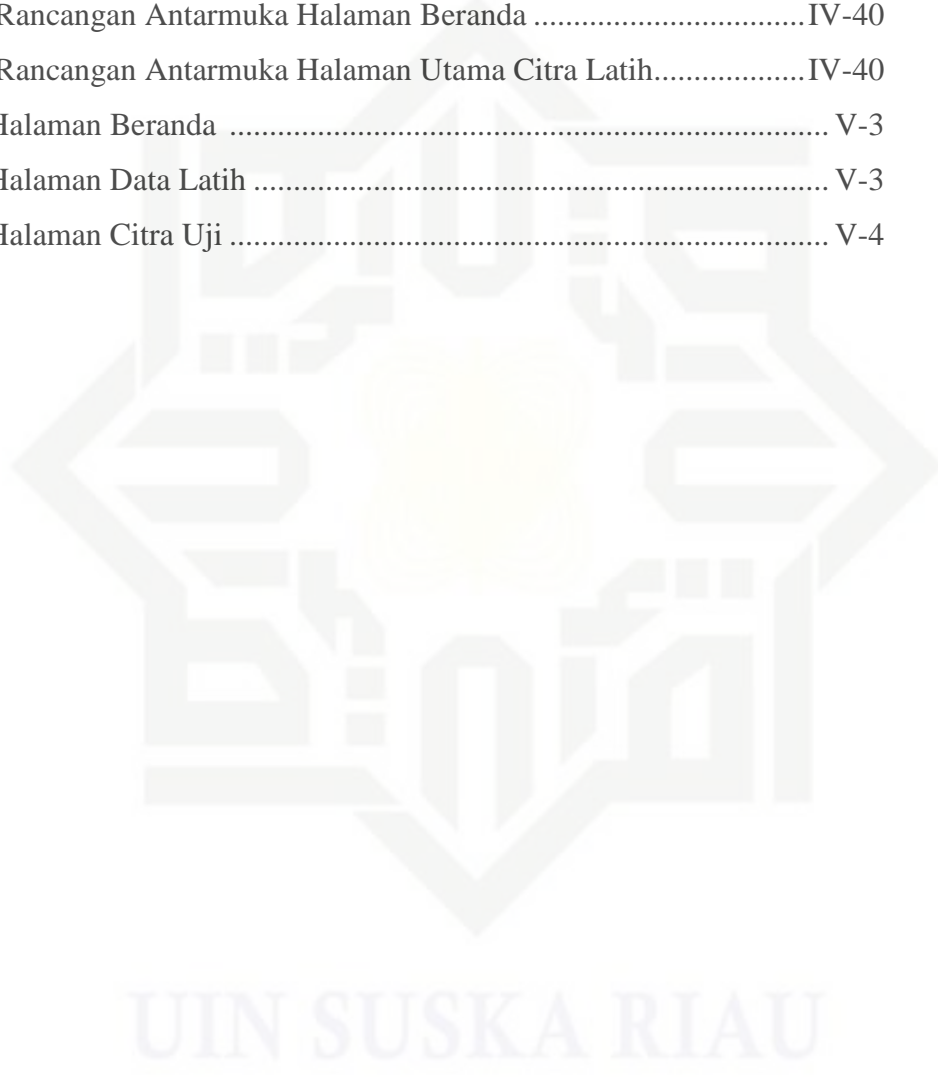 Rancangan Antarmuka Halaman Beranda ..................................IV-40
Rancangan Antarmuka Halaman Utama Citra Latih...................IV-40
Halaman Beranda ........................................................................... V-3
Halaman Data Latih ........................................................................ V-3
Halaman Citra Uji ........................................................................... V-4
UIN SUSKA RIAU